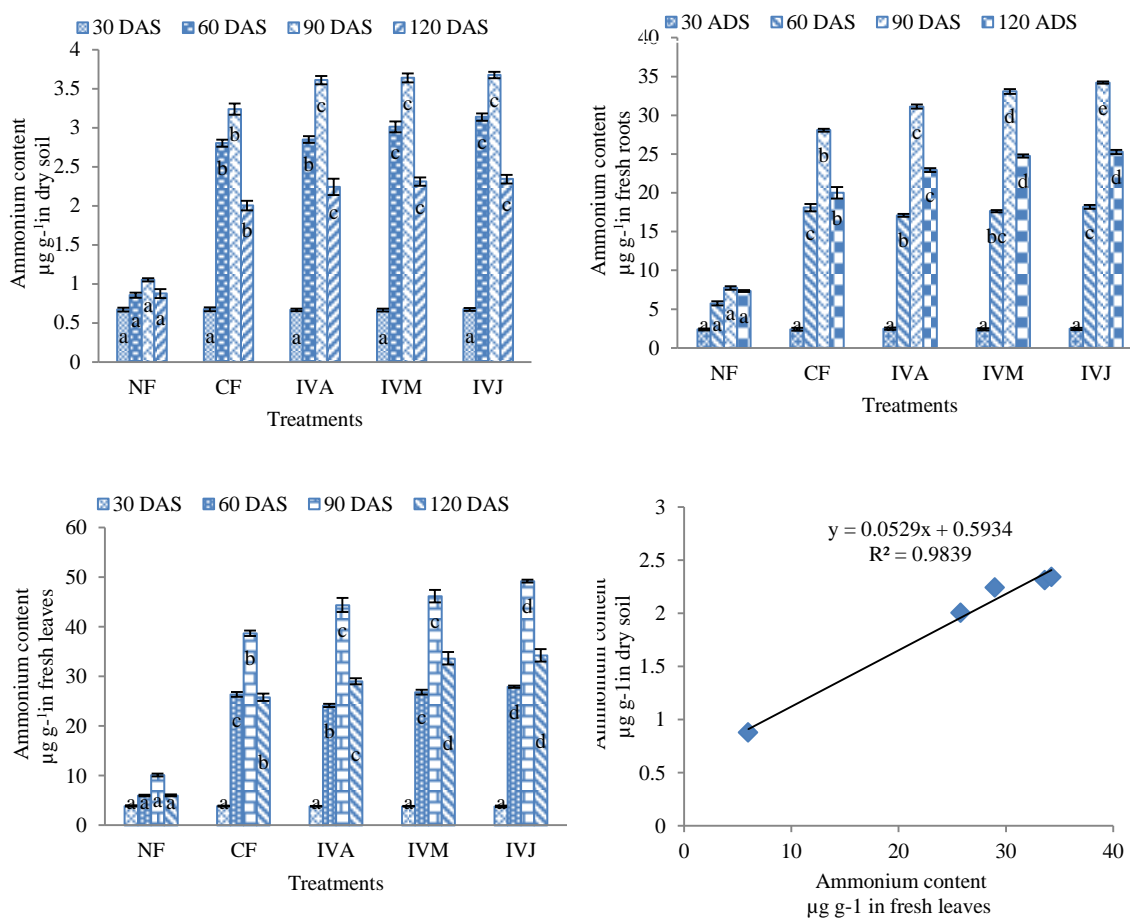 30 DAS 60 DAS 90 DAS 120 DAS
4
3.5
3
2.5
2
1.5
1
0.5
0
Ammonium content
µg g-1in dry soil
a a a a
a b b b
a b c c
a c c c
a c c c
NF CF IVA IVM IVJ
Treatments
30 ADS 60 DAS 90 DAS 120 DAS
40
35
30
25
20
15
10
5
0
Ammonium content
µg g-1in fresh roots
a a a a
a c b b
a b c c
a bc d d
a c e d
NF CF IVA IVM IVJ
Treatments
30 DAS 60 DAS 90 DAS 120 DAS
60
50
40
30
20
10
0
Ammonium content
µg g-1in fresh leaves
a a a a
a c b b
a b c c
a c c d
a d d d
NF CF IVA IVM IVJ
Treatments
3
2.5
2
1.5
1
0.5
0
y = 0.0529x + 0.5934
R² = 0.9839
Ammonium content
µg g-1in dry soil
0 10 20 30 40
Ammonium content
µg g-1 in fresh leaves